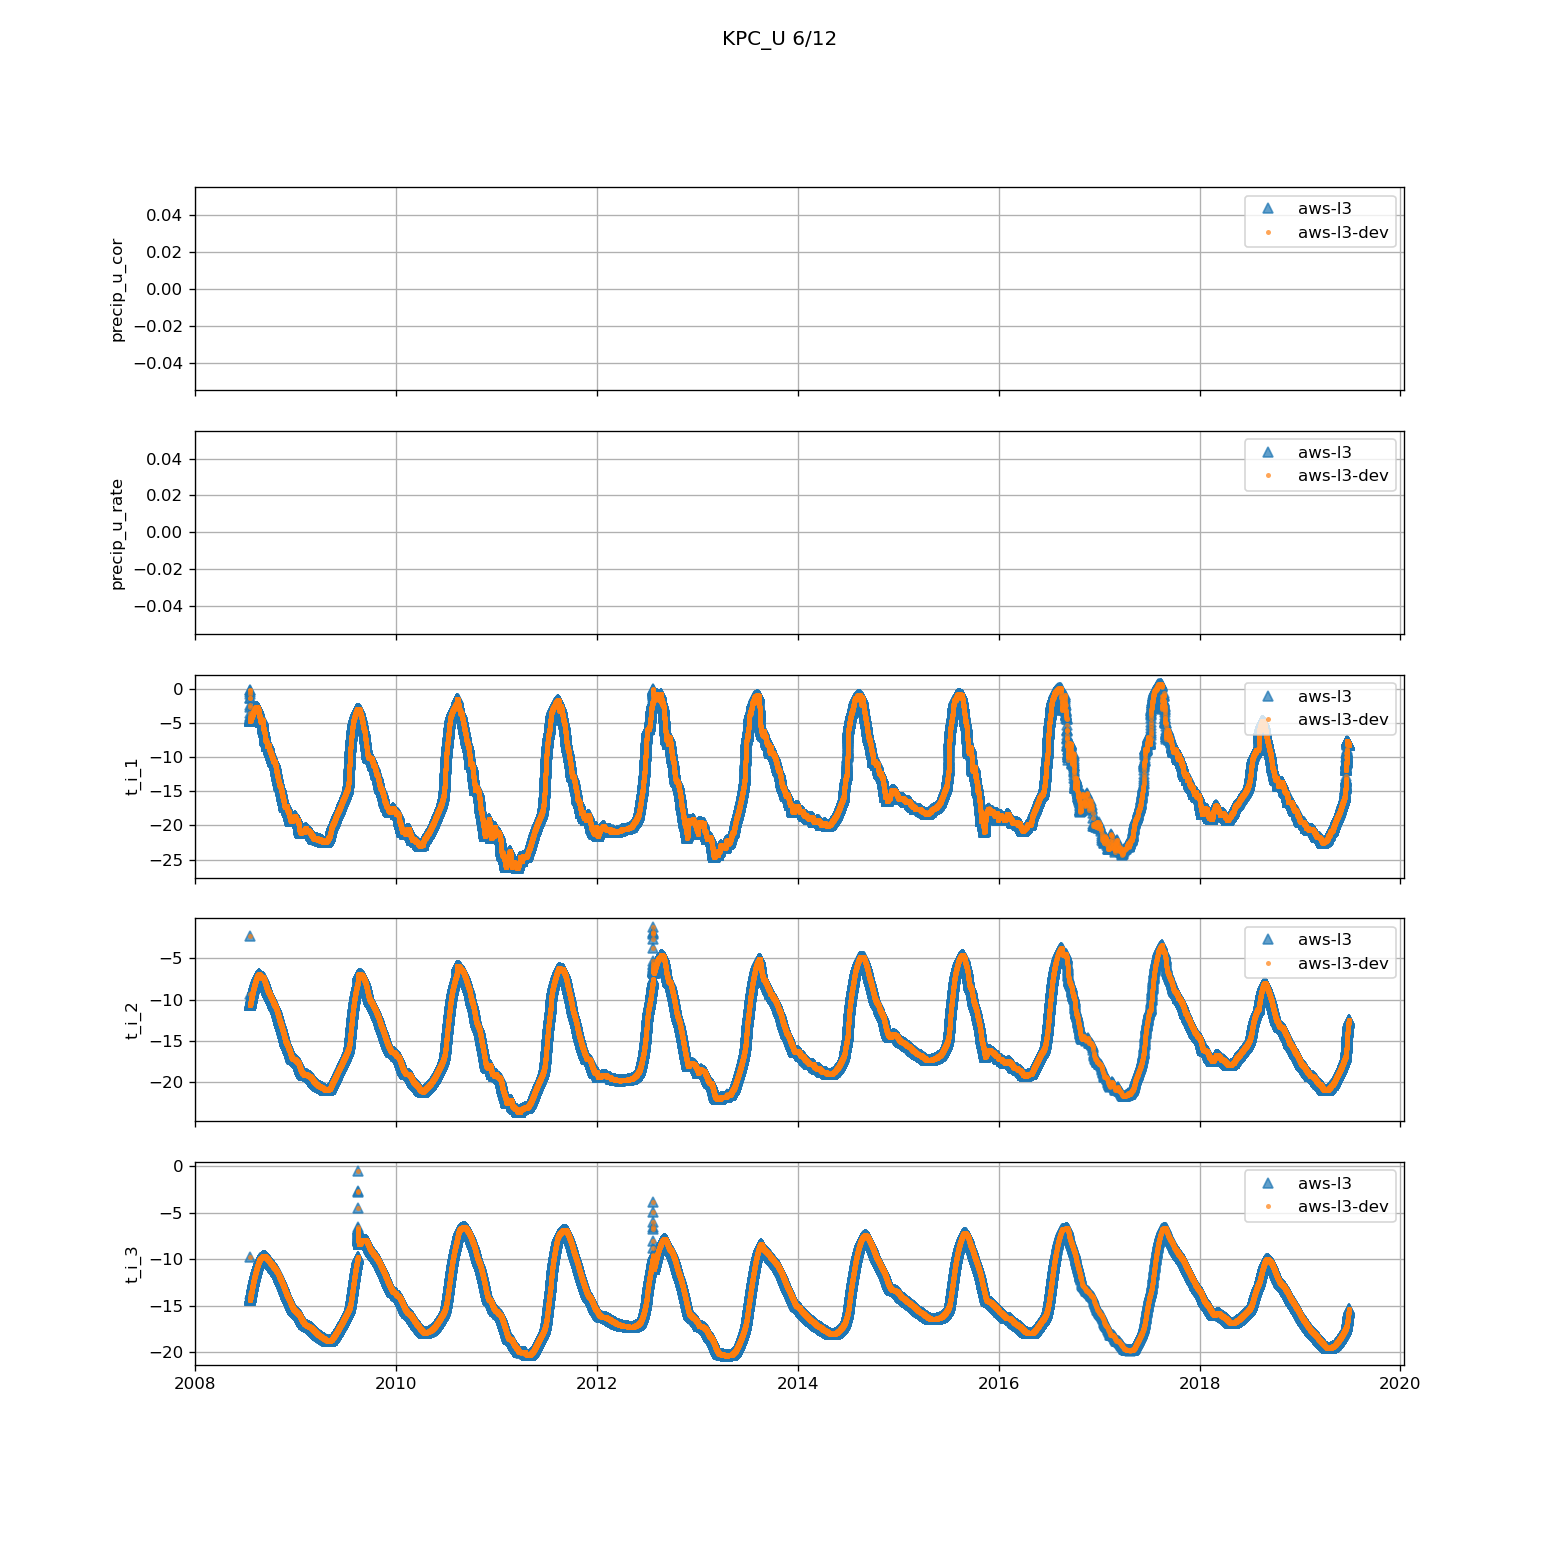 KPC_U 6/12
precip_u_cor
0.04
0.02
0.00
−0.02
−0.04
aws-l3
aws-l3-dev
precip_u_rate
0.04
0.02
0.00
−0.02
−0.04
aws-l3
aws-l3-dev
t_i_1
0
−5
−10
−15
−20
−25
aws-l3
aws-l3-dev
t_i_2
−5
−10
−15
−20
aws-l3
aws-l3-dev
t_i_3
0
−5
−10
−15
−20
aws-l3
aws-l3-dev
2008 2010 2012 2014 2016 2018 2020